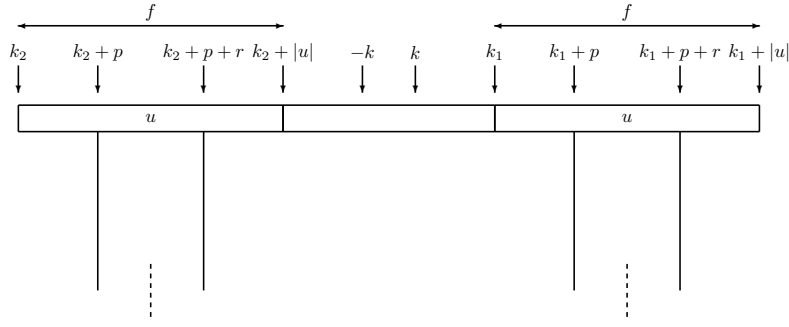 f f
k₂ k₂ + p k₂ + p + r k₂ + |u| −k k k₁ k₁ + p k₁ + p + r k₁ + |u|
u u